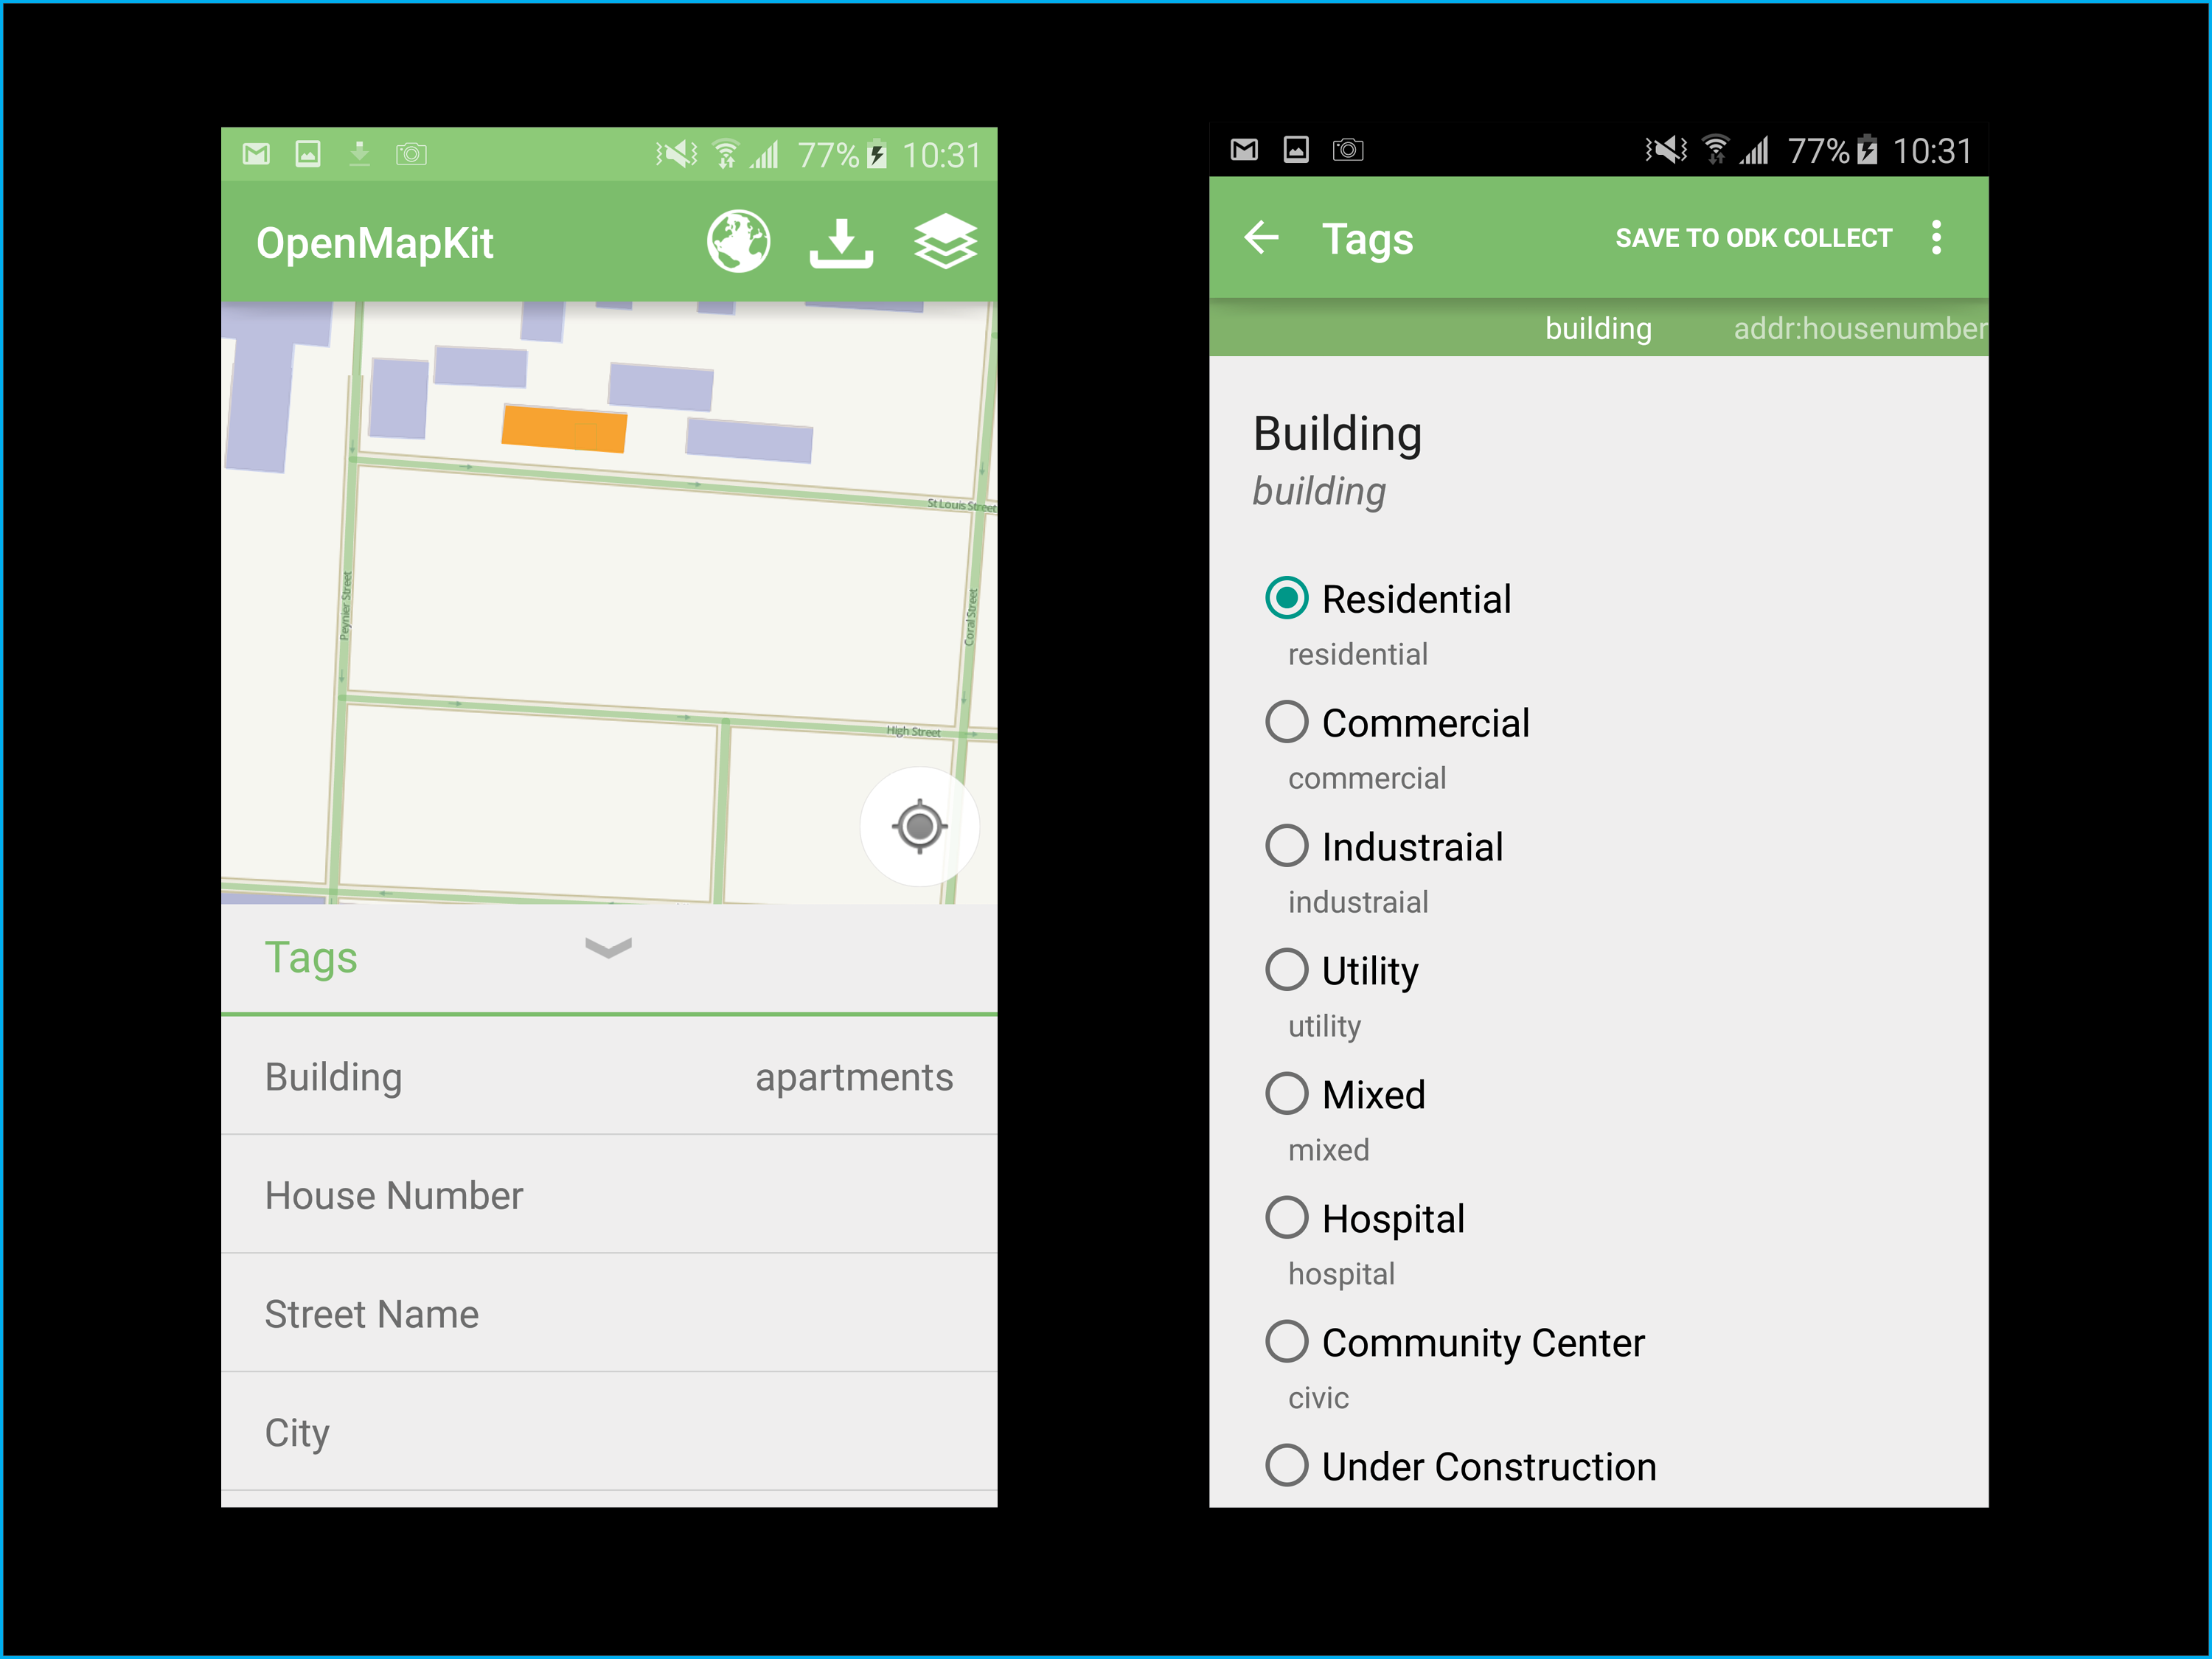 77% 10:31
OpenMapKit
St Louis Street
Peynier Street
Coral Street
High Street
Tags
Building apartments
House Number
Street Name
City
77% 10:31
Tags SAVE TO ODK COLLECT
building addr:housenumber
Building
building
Residential
residential
Commercial
commercial
Industraial
industraial
Utility
utility
Mixed
mixed
Hospital
hospital
Community Center
civic
Under Construction